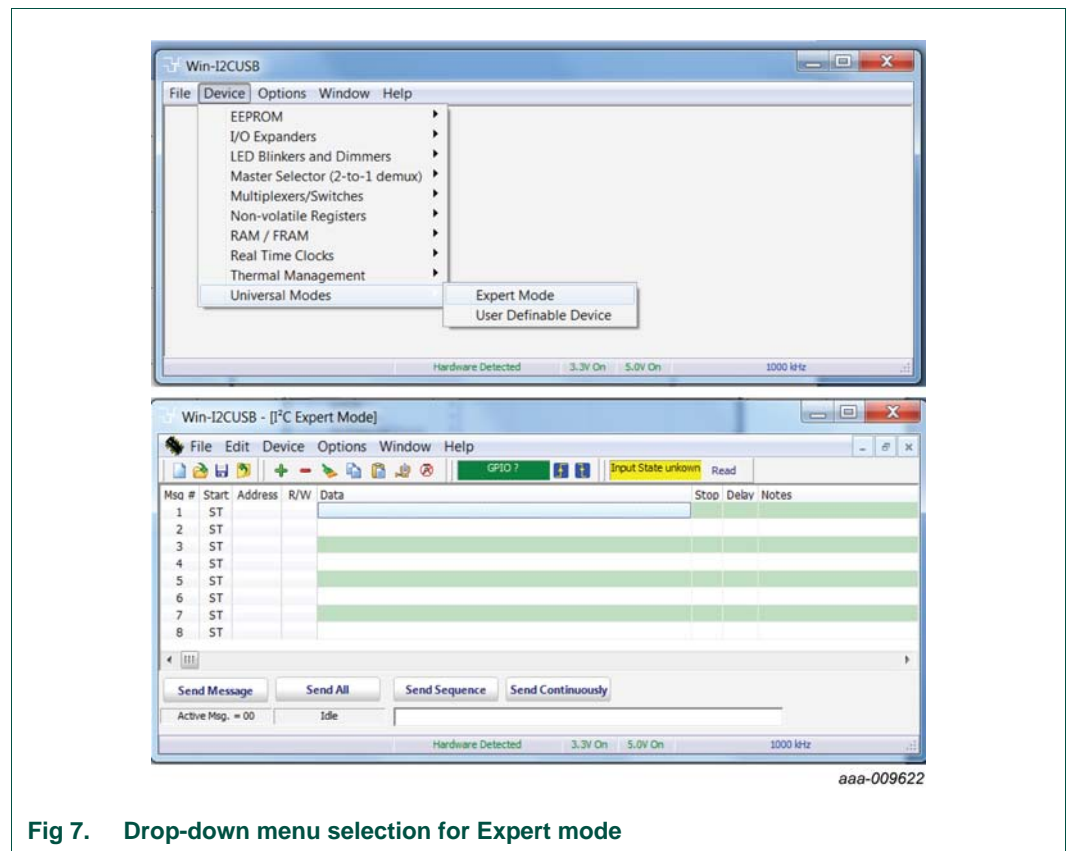 Win-I2CUSB
File Device Options Window Help
EEPROM
I/O Expanders
LED Blinkers and Dimmers
Master Selector (2-to-1 demux)
Multiplexers/Switches
Non-volatile Registers
RAM / FRAM
Real Time Clocks
Thermal Management
Universal Modes
Expert Mode
User Definable Device
Hardware Detected 3.3V On 5.0V On 1000 kHz
Win-I2CUSB - [I²C Expert Mode]
File Edit Device Options Window Help
GPIO ? Input State unkown Read
Msg # Start Address R/W Data Stop Delay Notes
1 ST
2 ST
3 ST
4 ST
5 ST
6 ST
7 ST
8 ST
Send Message Send All Send Sequence Send Continuously
Active Msg. = 00 Idle
Hardware Detected 3.3V On 5.0V On 1000 kHz
aaa-009622
Fig 7. Drop-down menu selection for Expert mode